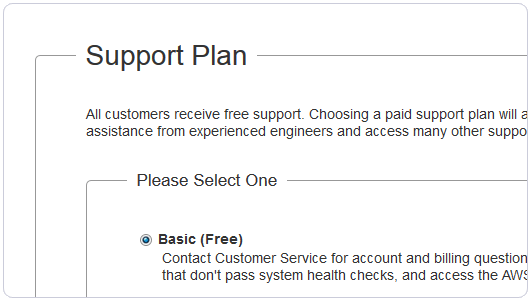 Support Plan
All customers receive free support. Choosing a paid support plan will
assistance from experienced engineers and access many other
Please Select One
Basic (Free)
Contact Customer Service for account and billing
that don't pass system health checks, and access the AWS